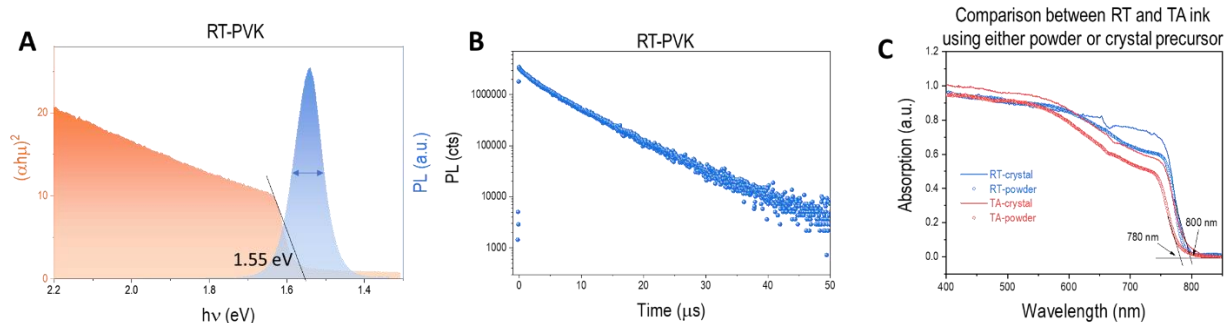 A
RT-PVK
(αhμ)²
20
10
0
1.55 eV
2.2
2.0
1.8
1.6
1.4
hν (eV)
PL (a.u.)
B
RT-PVK
PL (cts)
1000000
100000
10000
1000
0
10
20
30
40
50
Time (μs)
C
Comparison between RT and TA ink
using either powder or crystal precursor
Absorption (a.u.)
1.2
1.0
0.8
0.6
0.4
0.2
0.0
RT-crystal
RT-powder
TA-crystal
TA-powder
780 nm
800 nm
400
500
600
700
800
Wavelength (nm)